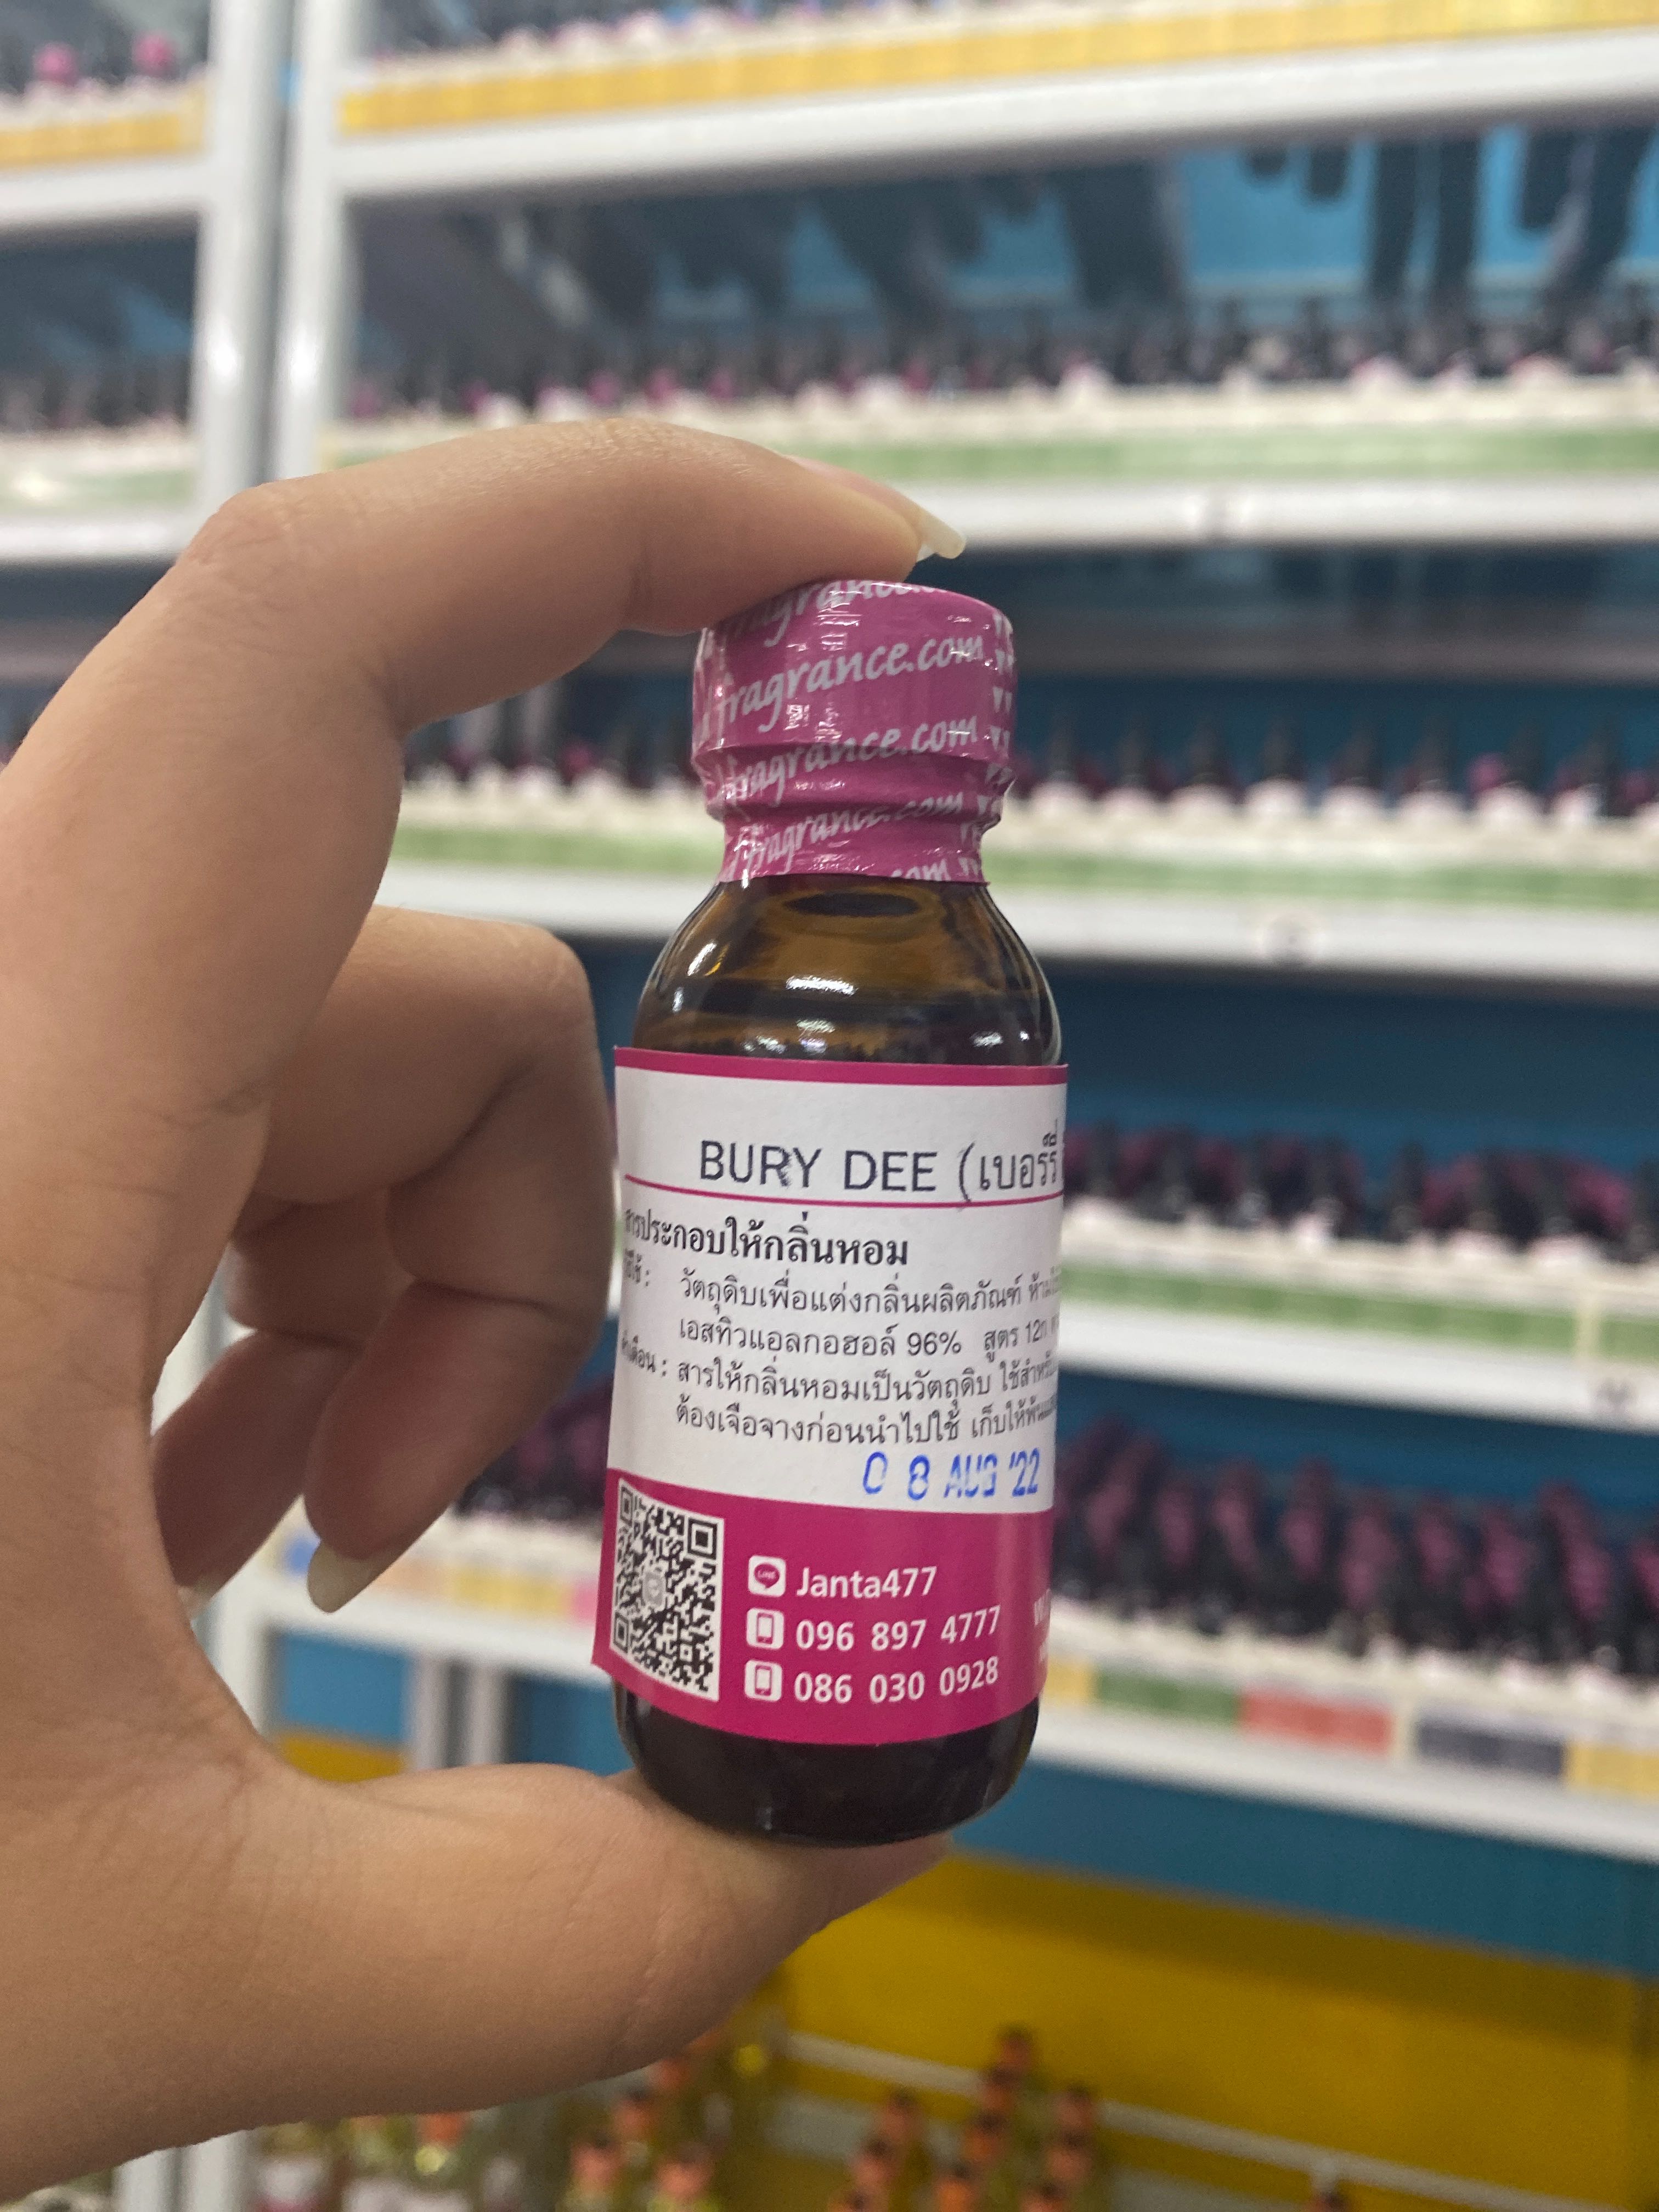 fragrance.com
fragrance.com
fragrance.com
BURY DEE (เบอร์รี่
สารประกอบให้กลิ่นหอม
วัตถุดิบเพื่อแต่งกลิ่นผลิตภัณฑ์
เอสทิวแอลกอฮอล์ 96% สูตร
สารให้กลิ่นหอมเป็นวัตถุดิบ
ต้องเจือจางก่อนนำไปใช้
08 AUG '22
LINE Janta477
096 897 4777
086 030 0928